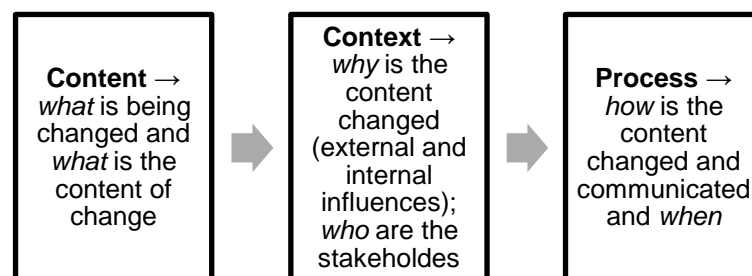 Content →
what is being
changed and
what is the
content of
change
Context →
why is the
content
changed
(external and
internal
influences);
who are the
stakeholdes
Process →
how is the
content
changed and
communicated
and when